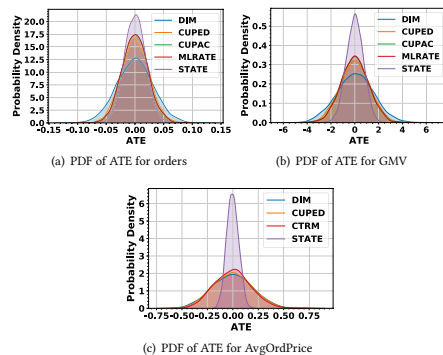 Probability Density
20.0
17.5
15.0
12.5
10.0
7.5
5.0
2.5
0.0
DIM
CUPED
CUPAC
MLRATE
STATE
-0.15 -0.10 -0.05 0.00 0.05 0.10 0.15
ATE
(a) PDF of ATE for orders
Probability Density
0.5
0.4
0.3
0.2
0.1
0.0
DIM
CUPED
CUPAC
MLRATE
STATE
-6 -4 -2 0 2 4 6
ATE
(b) PDF of ATE for GMV
Probability Density
6
5
4
3
2
1
0
DIM
CUPED
CTRM
STATE
-0.75 -0.50 -0.25 0.00 0.25 0.50 0.75
ATE
(c) PDF of ATE for AvgOrdPrice